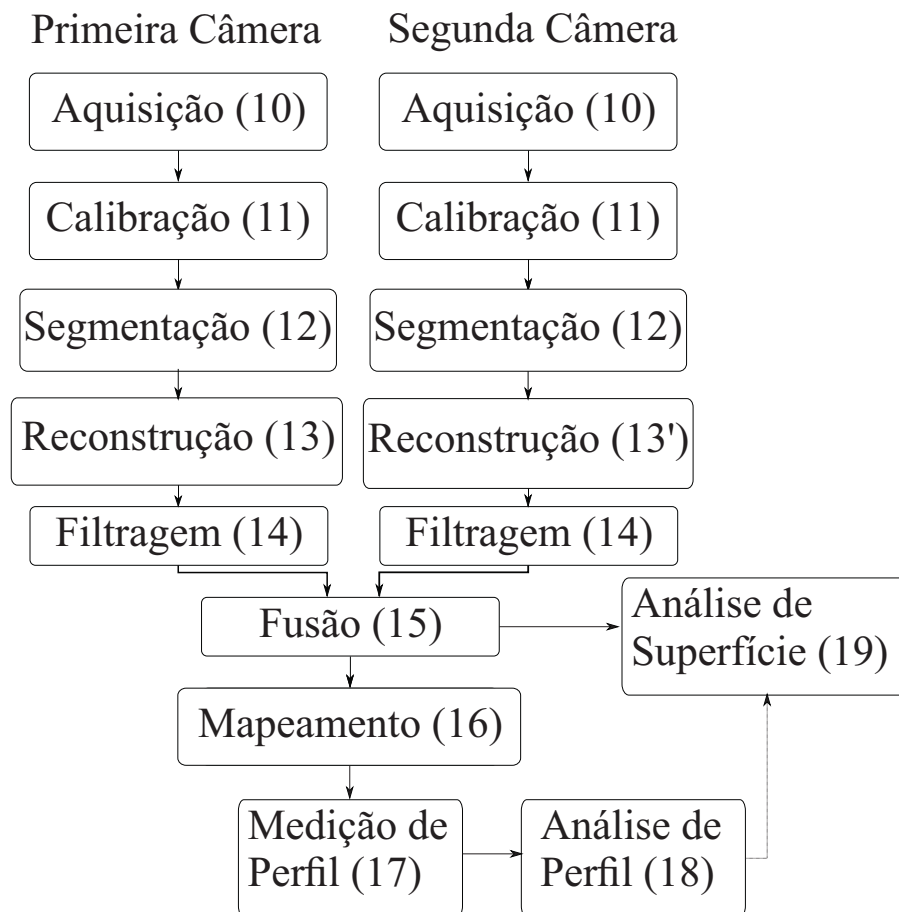 Primeira Câmera
Segunda Câmera
Aquisição (10)
Aquisição (10)
Calibração (11)
Calibração (11)
Segmentação (12)
Segmentação (12)
Reconstrução (13)
Reconstrução (13')
Filtragem (14)
Filtragem (14)
Fusão (15)
Análise de
Superfície (19)
Mapeamento (16)
Medição de
Perfil (17)
Análise de
Perfil (18)